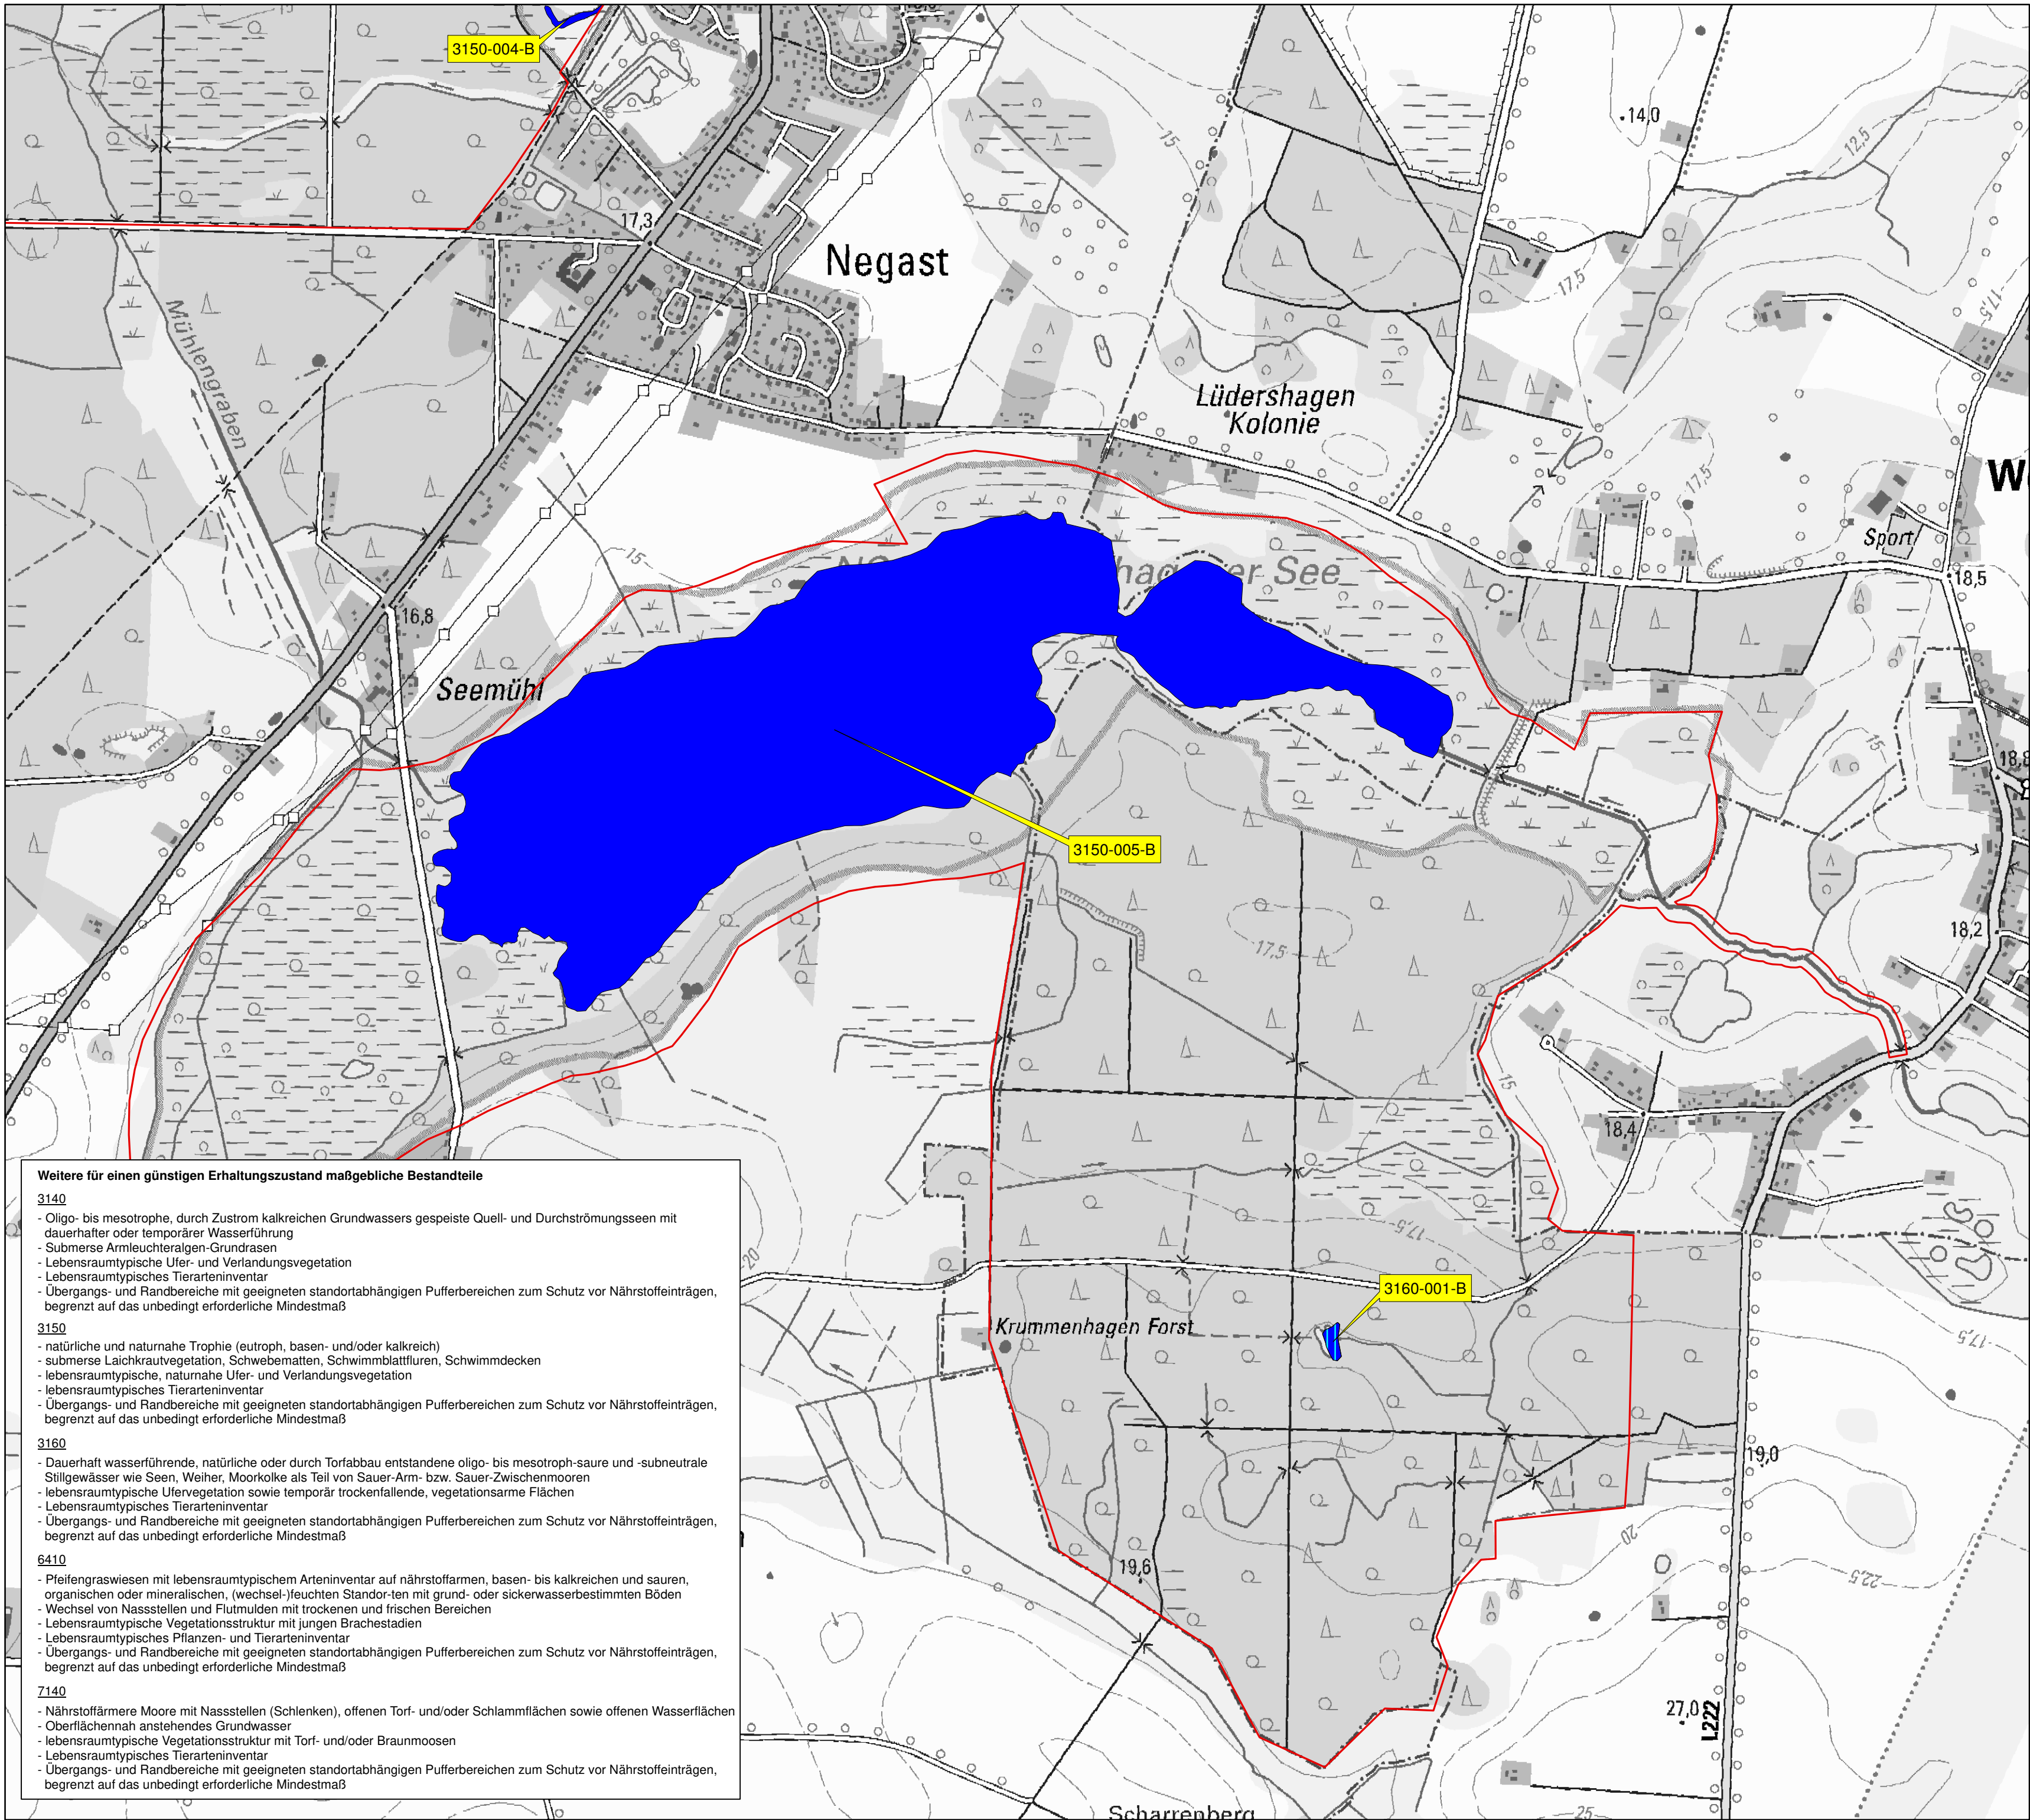 3150-004-B
14,0
15
12,5
17,3
Negast
17,5
17,5
Mühlengraben
Lüdershagen
Kolonie
17,5
W
Sport
15
hag er See
18,5
16,8
Seemühl
15
18,8
3150-005-B
17,5
18,2
15
18,4
17,5
20
3160-001-B
Krummenhagen Forst
17,5
19,0
20
19,6
22,5
27,0
L222
25
Scharrenberg
Weitere für einen günstigen Erhaltungszustand maßgebliche Bestandteile
3140
- Oligo- bis mesotrophe, durch Zustrom kalkreichen Grundwassers gespeiste Quell- und Durchströmungsseen mit
dauerhafter oder temporärer Wasserführung
- Submerse Armleuchteralgen-Grundrasen
- Lebensraumtypische Ufer- und Verlandungsvegetation
- Lebensraumtypisches Tierarteninventar
- Übergangs- und Randbereiche mit geeigneten standortabhängigen Pufferbereichen zum Schutz vor Nährstoffeinträgen,
begrenzt auf das unbedingt erforderliche Mindestmaß
3150
- natürliche und naturnahe Trophie (eutroph, basen- und/oder kalkreich)
- submerse Laichkrautvegetation, Schwebematten, Schwimmblattfluren, Schwimmdecken
- lebensraumtypische, naturnahe Ufer- und Verlandungsvegetation
- lebensraumtypisches Tierarteninventar
- Übergangs- und Randbereiche mit geeigneten standortabhängigen Pufferbereichen zum Schutz vor Nährstoffeinträgen,
begrenzt auf das unbedingt erforderliche Mindestmaß
3160
- Dauerhaft wasserführende, natürliche oder durch Torfabbau entstandene oligo- bis mesotroph-saure und -subneutrale
Stillgewässer wie Seen, Weiher, Moorkolke als Teil von Sauer-Arm- bzw. Sauer-Zwischenmooren
- lebensraumtypische Ufervegetation sowie temporär trockenfallende, vegetationsarme Flächen
- Lebensraumtypisches Tierarteninventar
- Übergangs- und Randbereiche mit geeigneten standortabhängigen Pufferbereichen zum Schutz vor Nährstoffeinträgen,
begrenzt auf das unbedingt erforderliche Mindestmaß
6410
- Pfeifengraswiesen mit lebensraumtypischem Arteninventar auf nährstoffarmen, basen- bis kalkreichen und sauren,
organischen oder mineralischen, (wechsel-)feuchten Standor-ten mit grund- oder sickerwasserbestimmten Böden
- Wechsel von Nassstellen und Flutmulden mit trockenen und frischen Bereichen
- Lebensraumtypische Vegetationsstruktur mit jungen Brachestadien
- Lebensraumtypisches Pflanzen- und Tierarteninventar
- Übergangs- und Randbereiche mit geeigneten standortabhängigen Pufferbereichen zum Schutz vor Nährstoffeinträgen,
begrenzt auf das unbedingt erforderliche Mindestmaß
7140
- Nährstoffärmere Moore mit Nassstellen (Schlenken), offenen Torf- und/oder Schlammflächen sowie offenen Wasserflächen
- Oberflächennah anstehendes Grundwasser
- lebensraumtypische Vegetationsstruktur mit Torf- und/oder Braunmoosen
- Lebensraumtypisches Tierarteninventar
- Übergangs- und Randbereiche mit geeigneten standortabhängigen Pufferbereichen zum Schutz vor Nährstoffeinträgen,
begrenzt auf das unbedingt erforderliche Mindestmaß